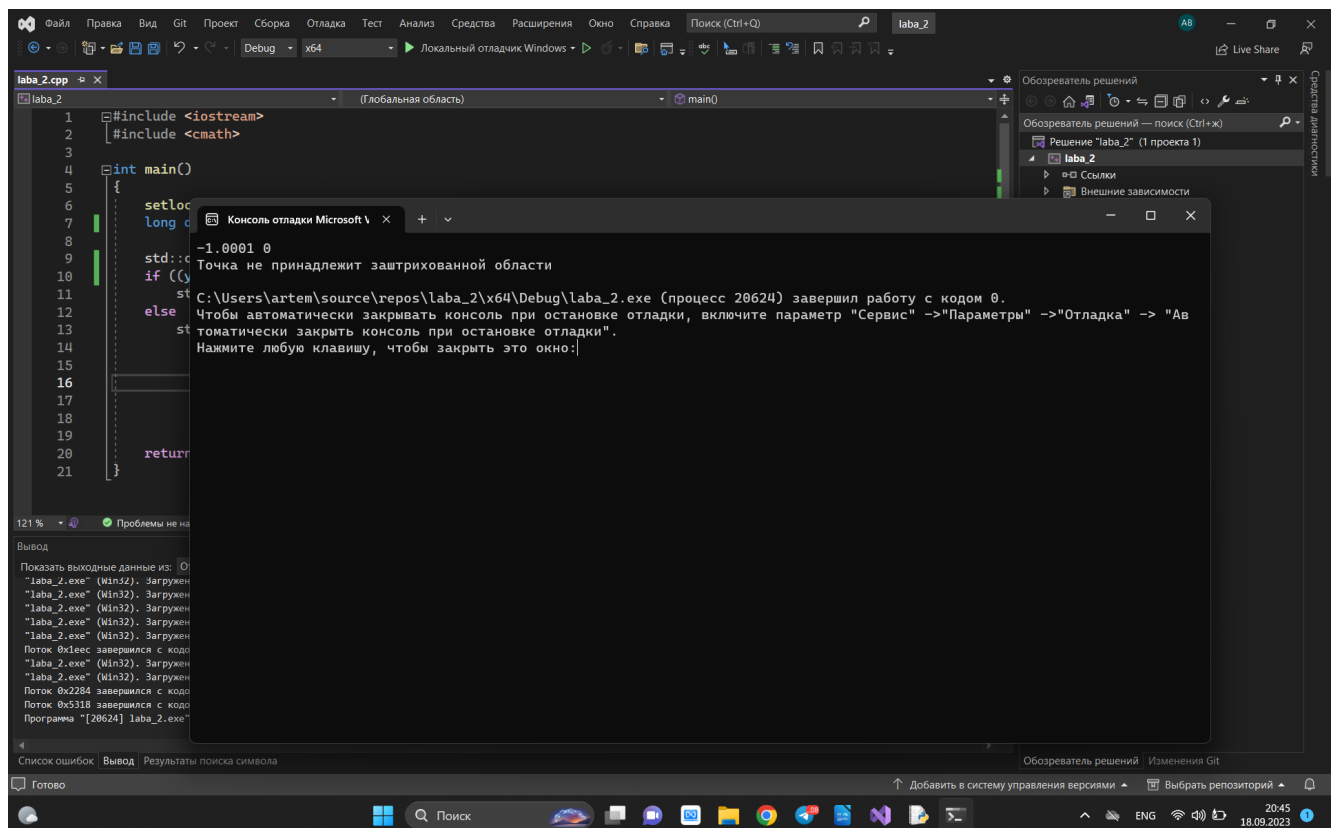 Файл Правка Вид Git Проект Сборка Отладка Тест Анализ Средства Расширения Окно Справка Поиск (Ctrl+Q) laba_2 AB
Debug x64 Локальный отладчик Windows Live Share
laba_2.cpp
laba_2 (Глобальная область) main()
1 #include <iostream>
2 #include <cmath>
3
4 int main()
5 {
6 setloc
7 long d
8
9 std::c
10 if ((y
11 st
12 else
13 st
14
15
16
17
18
19
20 return
21 }
121 % Проблемы не на
Консоль отладки Microsoft V
-1.0001 0
Точка не принадлежит заштрихованной области
C:\Users\artem\source\repos\laba_2\x64\Debug\laba_2.exe (процесс 20624) завершил работу с кодом 0.
Чтобы автоматически закрывать консоль при остановке отладки, включите параметр "Сервис" ->"Параметры" ->"Отладка" -> "Ав
томатически закрыть консоль при остановке отладки".
Нажмите любую клавишу, чтобы закрыть это окно:
Обозреватель решений
Обозреватель решений — поиск (Ctrl+ж)
Решение "laba_2" (1 проекта 1)
laba_2
Ссылки
Внешние зависимости
Средства диагностики
Вывод
Показать выходные данные из: О
"laba_2.exe" (Win32). Загружен
"laba_2.exe" (Win32). Загружен
"laba_2.exe" (Win32). Загружен
"laba_2.exe" (Win32). Загружен
"laba_2.exe" (Win32). Загружен
Поток 0x1eec завершился с кодо
"laba_2.exe" (Win32). Загружен
"laba_2.exe" (Win32). Загружен
Поток 0x2284 завершился с кодо
Поток 0x5318 завершился с кодо
Программа "[20624] laba_2.exe"
Список ошибок Вывод Результаты поиска символа
Обозреватель решений Изменения Git
Готово Добавить в систему управления версиями Выбрать репозиторий
Поиск
ENG 20:45
18.09.2023 1